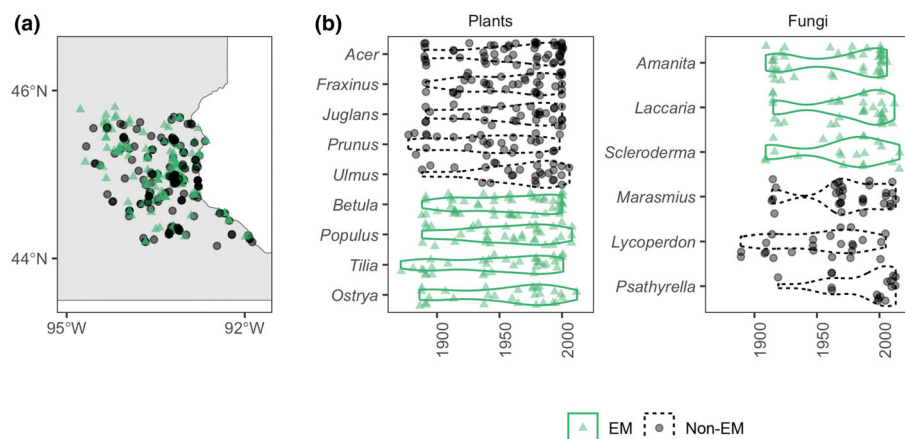 (a)
46°N
44°N
95°W
92°W
(b)
Plants
Acer
Fraxinus
Juglans
Prunus
Ulmus
Betula
Populus
Tilia
Ostrya
1900
1950
2000
Fungi
Amanita
Laccaria
Scleroderma
Marasmius
Lycoperdon
Psathyrella
1900
1950
2000
EM
Non-EM